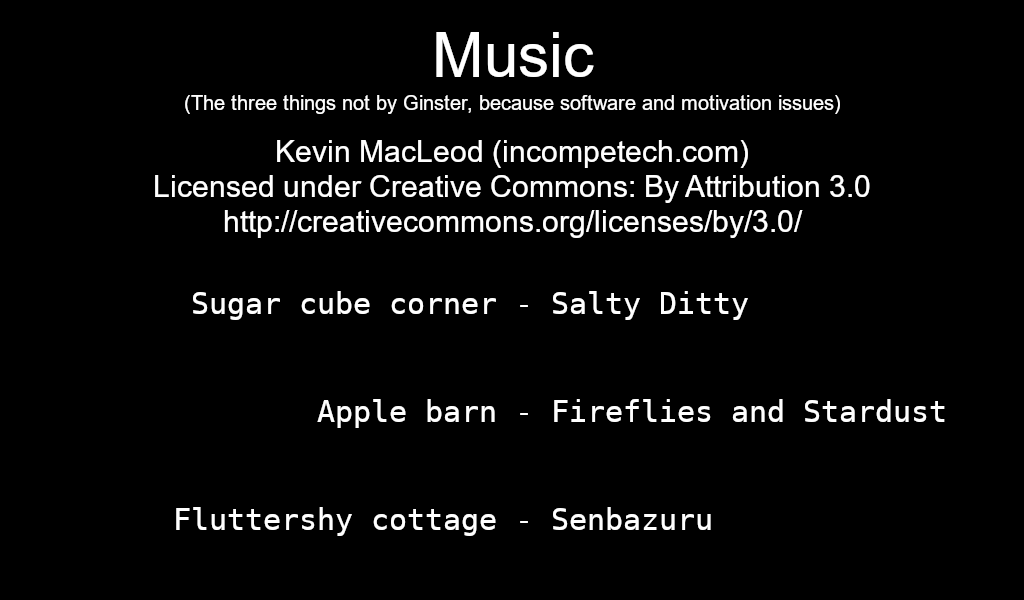 Music
(The three things not by Ginster, because software and motivation issues)
Kevin MacLeod (incompetech.com)
Licensed under Creative Commons: By Attribution 3.0
http://creativecommons.org/licenses/by/3.0/
Sugar cube corner - Salty Ditty
Apple barn - Fireflies and Stardust
Fluttershy cottage - Senbazuru